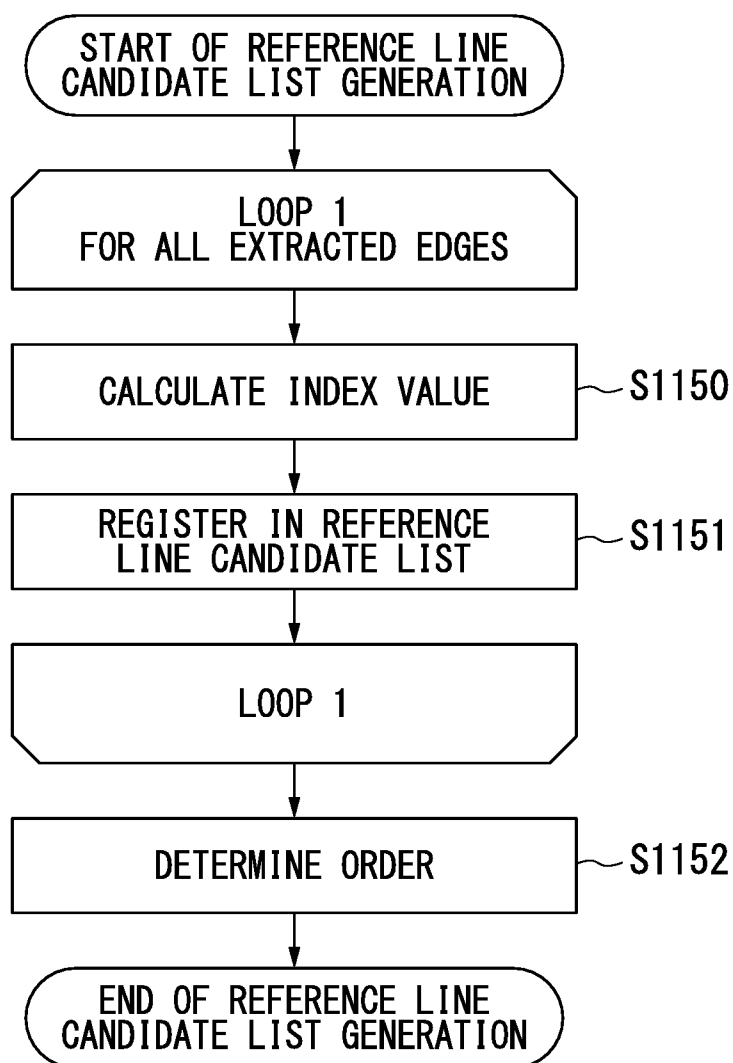 START OF REFERENCE LINE
CANDIDATE LIST GENERATION
LOOP 1
FOR ALL EXTRACTED EDGES
CALCULATE INDEX VALUE
S1150
REGISTER IN REFERENCE
LINE CANDIDATE LIST
S1151
LOOP 1
DETERMINE ORDER
S1152
END OF REFERENCE LINE
CANDIDATE LIST GENERATION